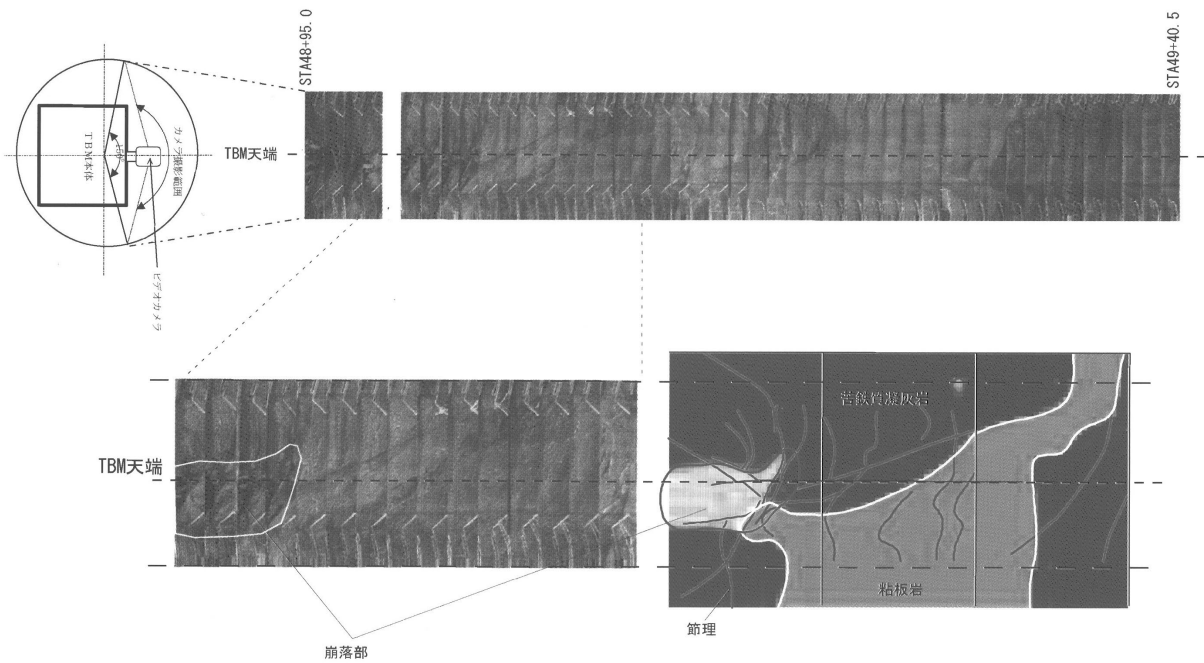 STA48+95.0
STA49+40.5
カメラ撮影範囲
TBM本体
TBM天端
ビデオカメラ
TBM天端
苦鉄質凝灰岩
粘板岩
節理
崩落部